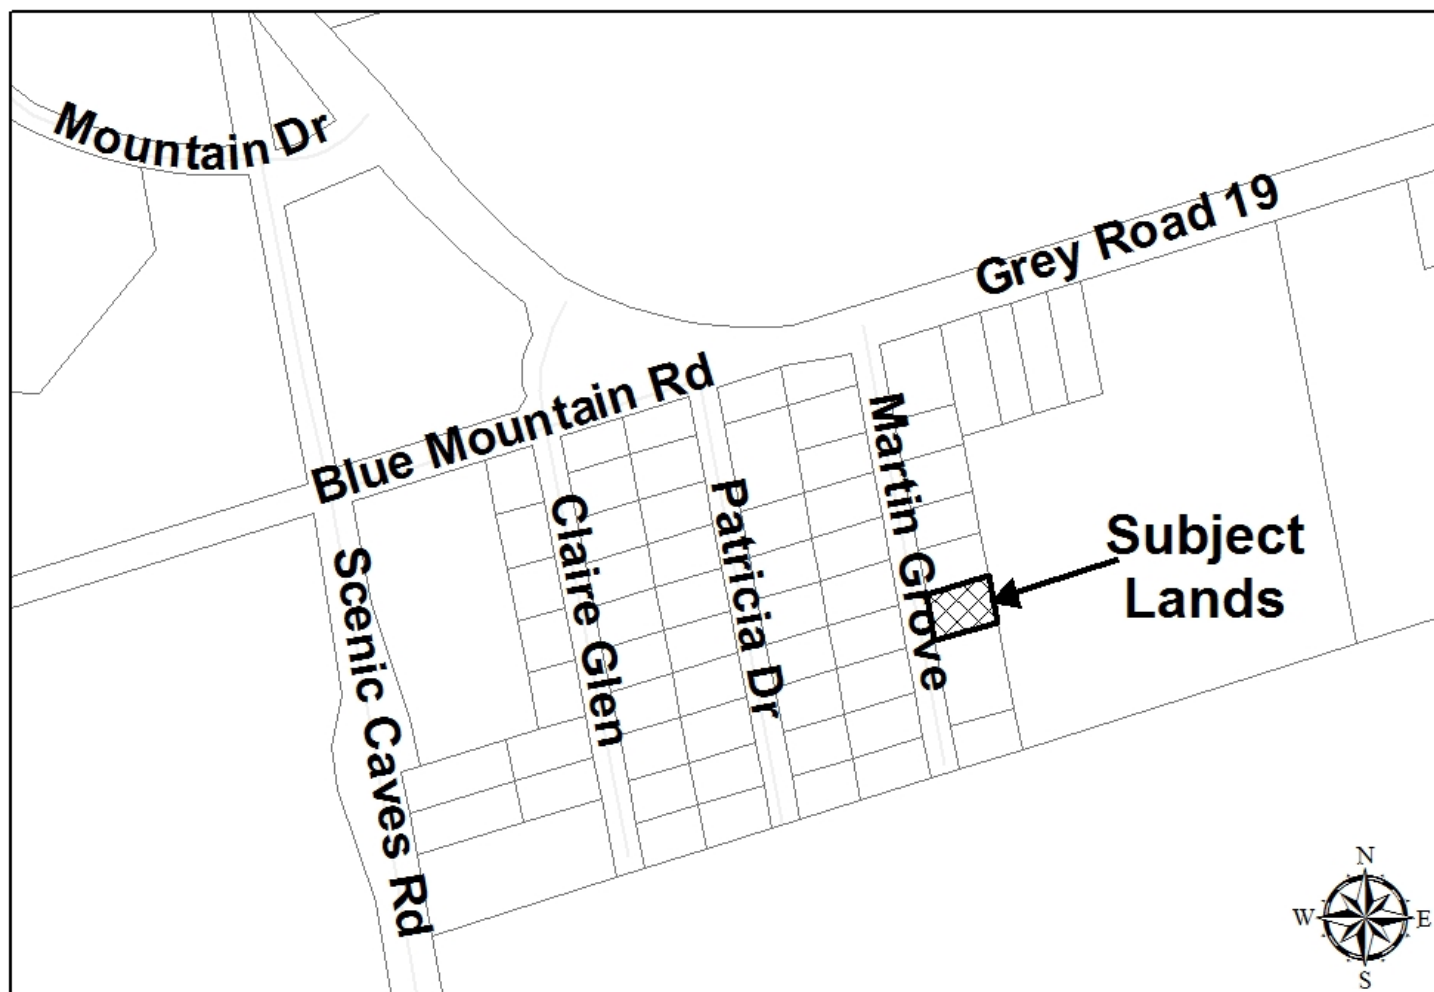 Mountain Dr
Grey Road 19
Blue Mountain Rd
Martin Grove
Patricia Dr
Claire Glen
Scenic Caves Rd
Subject
Lands
N
W
E
S